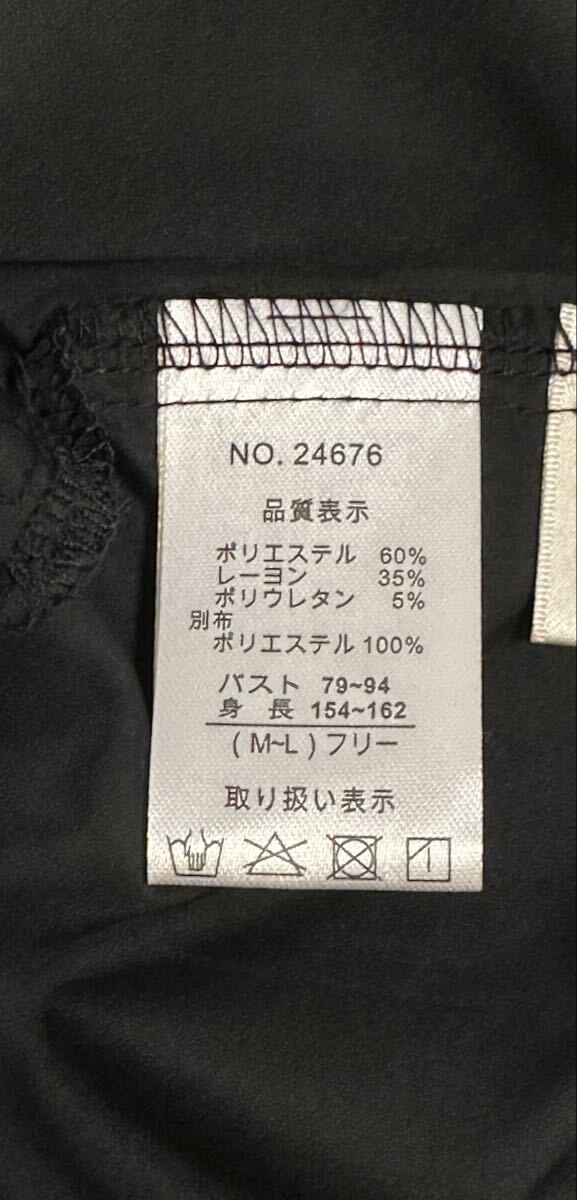 NO. 24676
品質表示
ポリエステル 60%
レーヨン 35%
ポリウレタン 5%
別布
ポリエステル 100%
バスト 79~94
身 長 154~162
( M~L ) フリー
取り扱い表示